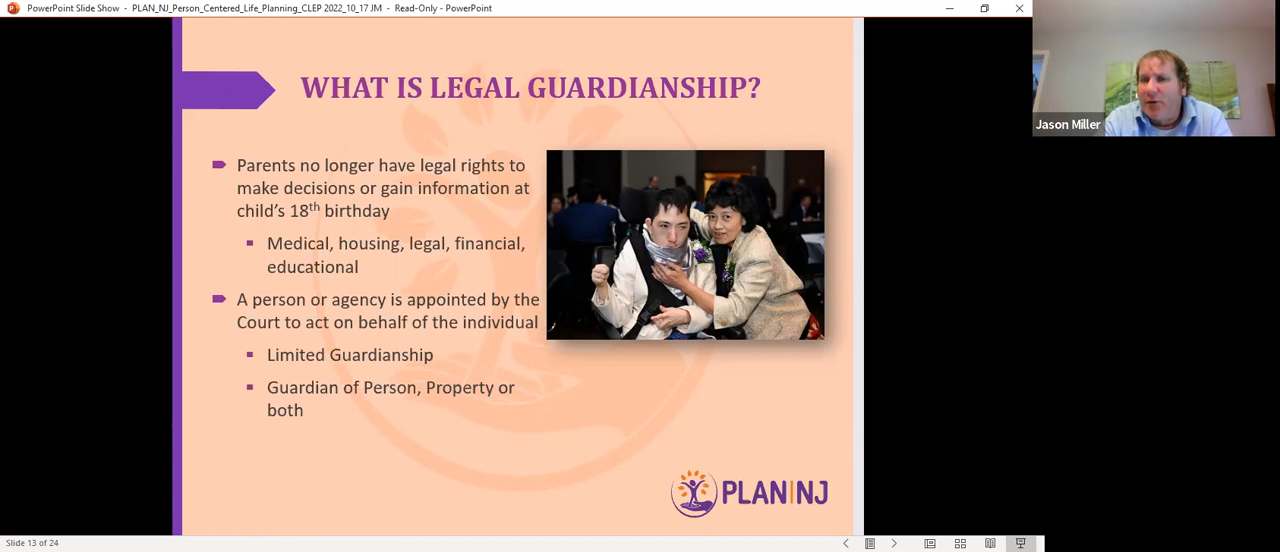 PowerPoint Slide Show - PLAN_NJ_Person_Centered_Life_Planning_CLEP 2022_10_17 JM - Read-Only - PowerPoint
Jason Miller
WHAT IS LEGAL GUARDIANSHIP?
Parents no longer have legal rights to
make decisions or gain information at
child's 18th birthday
Medical, housing, legal, financial,
educational
A person or agency is appointed by the
Court to act on behalf of the individual
Limited Guardianship
Guardian of Person, Property or
both
PLAN|NJ
Slide 13 of 24